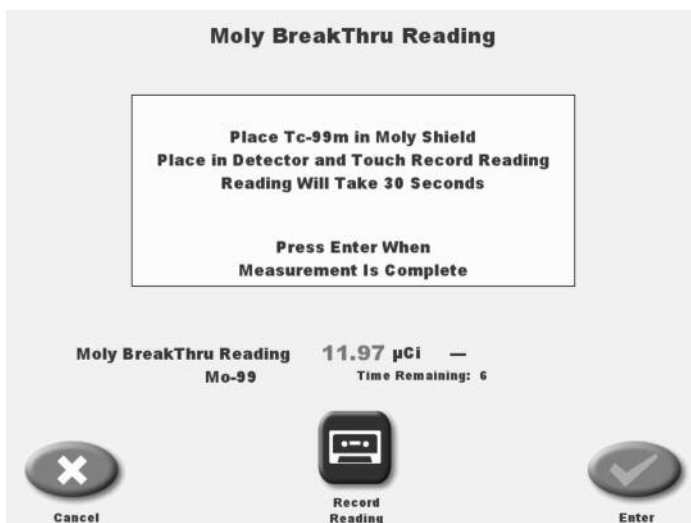 Moly BreakThru Reading
Place Tc-99m in Moly Shield
Place in Detector and Touch Record Reading
Reading Will Take 30 Seconds
Press Enter When
Measurement Is Complete
Moly BreakThru Reading 11.97 µCi —
Mo-99 Time Remaining: 6
Cancel
Record
Reading
Enter